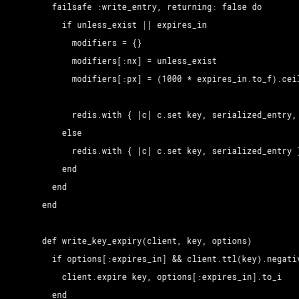 failsafe :write_entry, returning: false do
if unless_exist || expires_in
modifiers = {}
modifiers[:nx] = unless_exist
modifiers[:px] = (1000 * expires_in.to_f).ceil
redis.with { |c| c.set key, serialized_entry,
else
redis.with { |c| c.set key, serialized_entry }
end
end
end
def write_key_expiry(client, key, options)
if options[:expires_in] && client.ttl(key).negativ
client.expire key, options[:expires_in].to_i
end